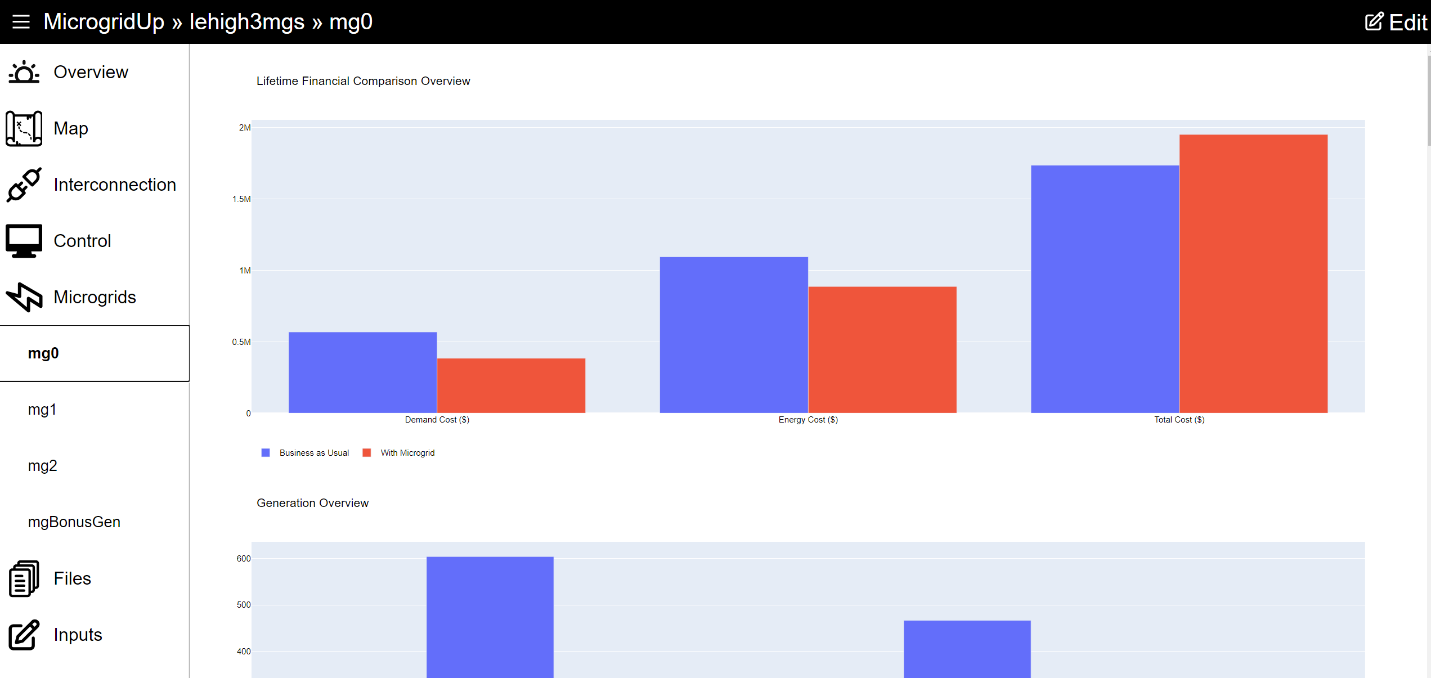 MicrogridUp » lehigh3mgs » mg0
Edit
Overview
Map
Interconnection
Control
Microgrids
mg0
mg1
mg2
mgBonusGen
Files
Inputs
Lifetime Financial Comparison Overview
2M
1.5M
1M
0.5M
0
Demand Cost ($)
Energy Cost ($)
Total Cost ($)
Business as Usual
With Microgrid
Generation Overview
600
500
400